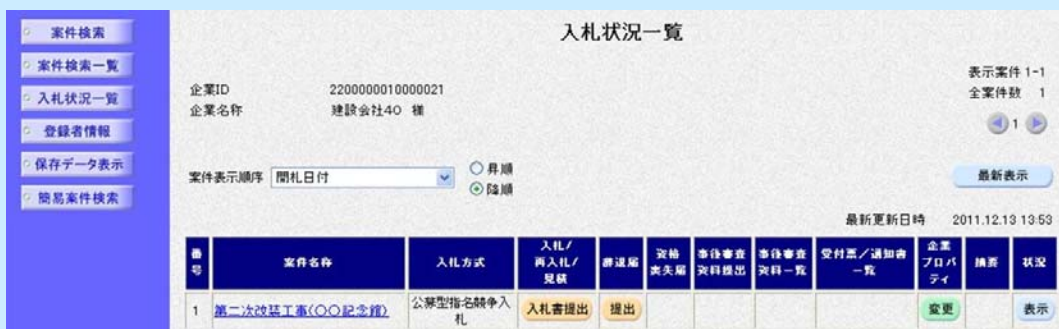 案件検索
案件検索一覧
入札状況一覧
登録者情報
保存データ表示
簡易案件検索
入札状況一覧
表示案件 1-1
全案件数 1
1
企業ID 2200000010000021
企業名称 建設会社40 様
案件表示順序 開札日付
昇順
降順
最新表示
最新更新日時 2011.12.13 13:53
番号 案件名称 入札方式 入札/再入札/見積 辞退届 資格喪失届 事後審査資料提出 事後審査資料一覧 受付票/通知書一覧 企業プロパティ 摘要 状況
1 第二次改装工事(〇〇記念館) 公募型指名競争入札 入札書提出 提出 変更 表示